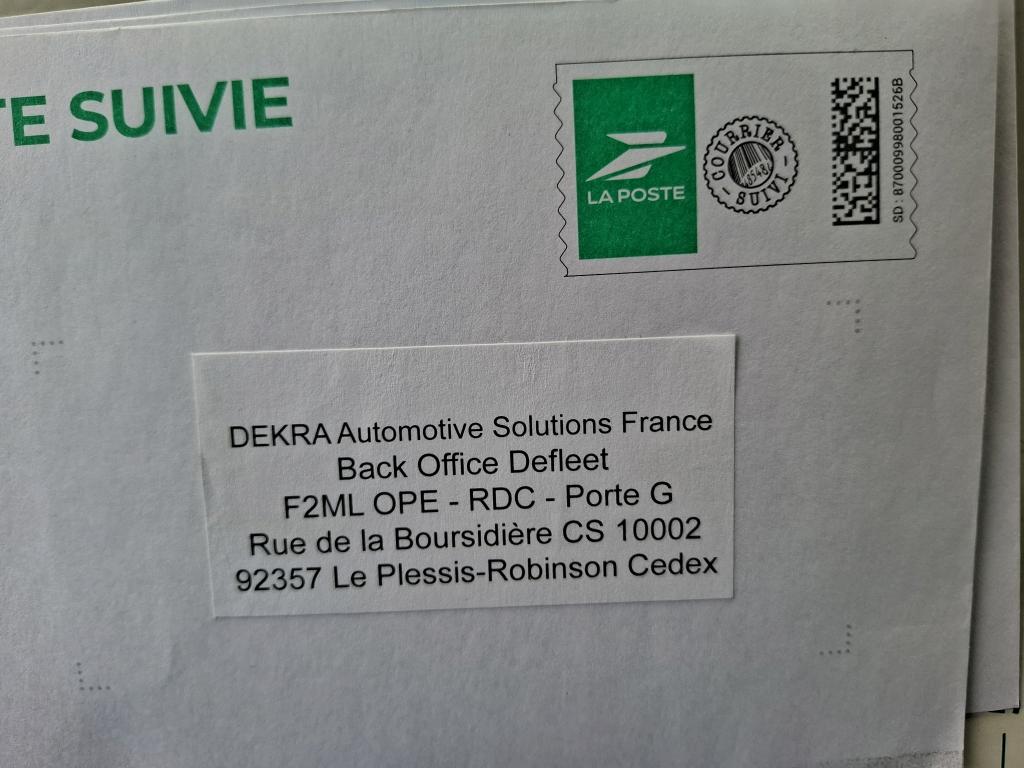 TE SUIVIE
LA POSTE
COURRIER
SUIVI
SD : 87000998001526B
DEKRA Automotive Solutions France
Back Office Defleet
F2ML OPE - RDC - Porte G
Rue de la Boursidière CS 10002
92357 Le Plessis-Robinson Cedex